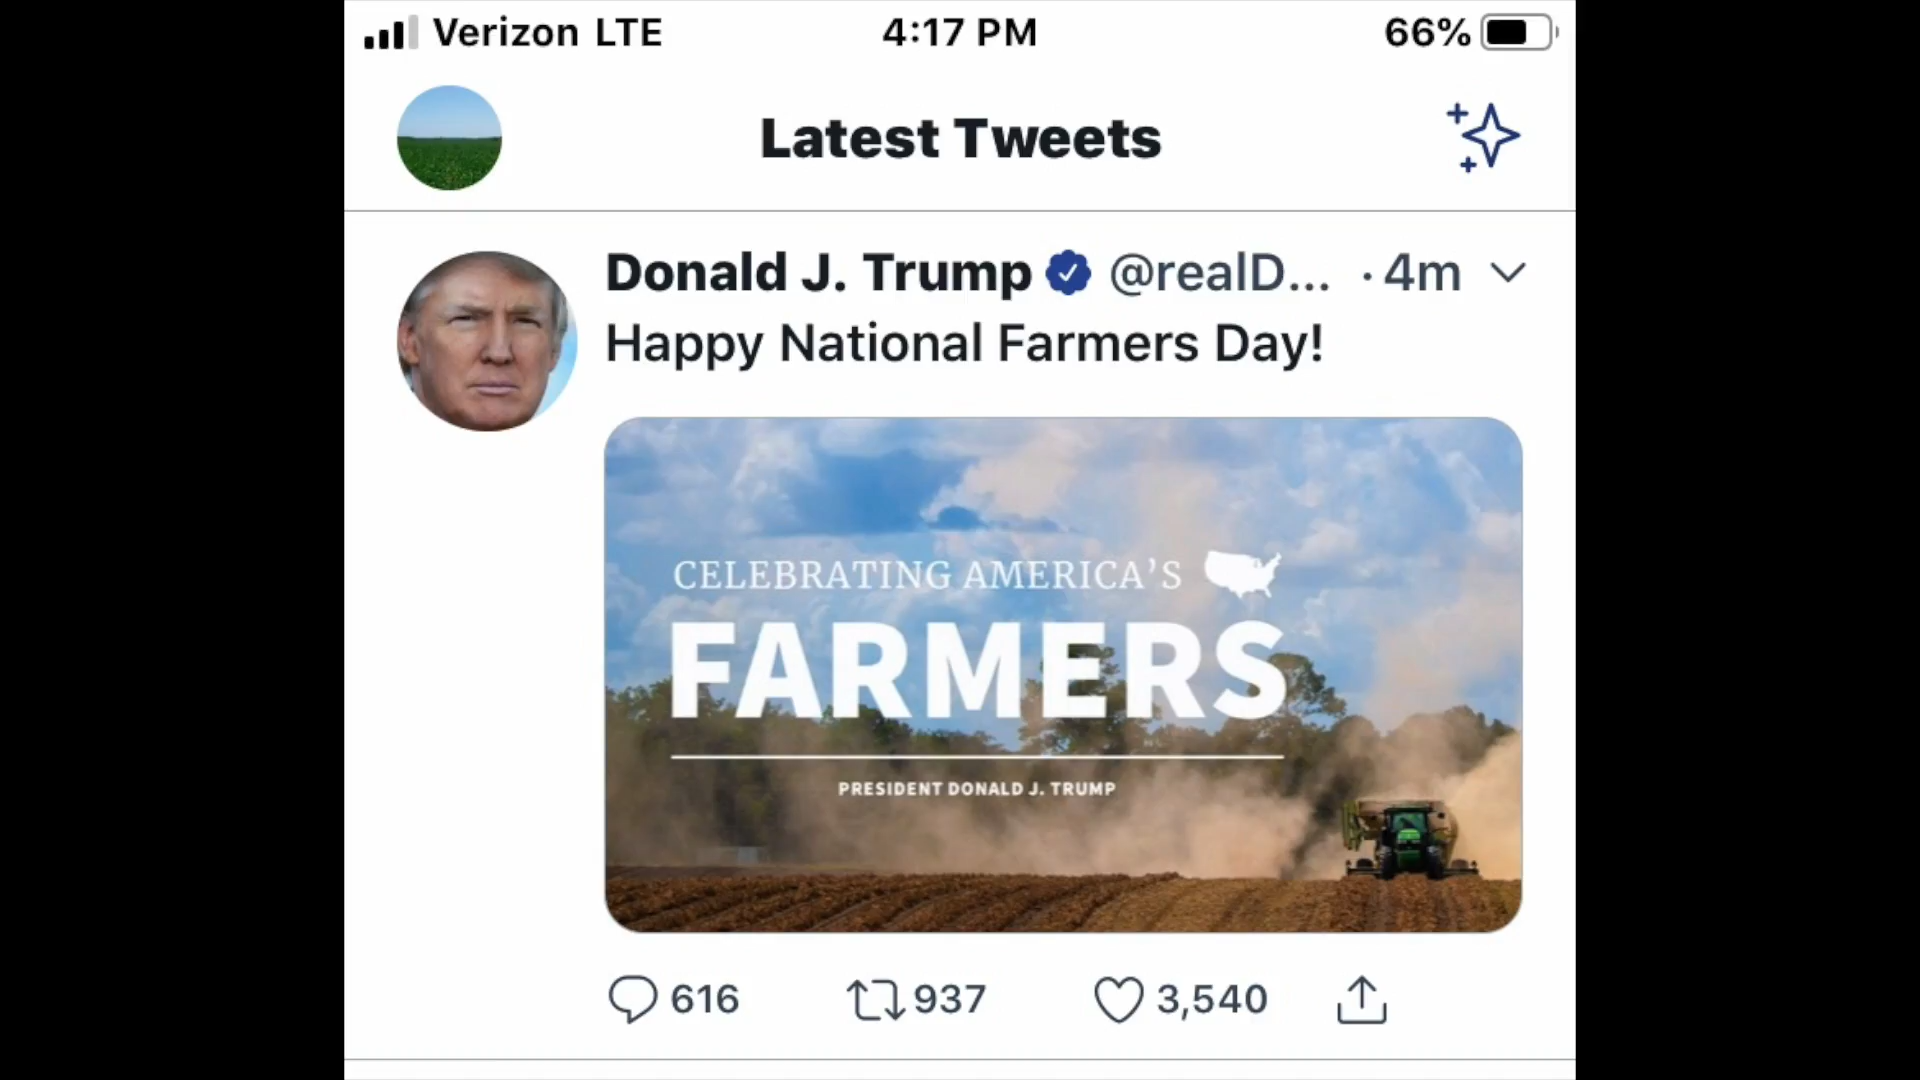 Verizon LTE 4:17 PM 66%
Latest Tweets
Donald J. Trump @realD... · 4m
Happy National Farmers Day!
CELEBRATING AMERICA'S
FARMERS
PRESIDENT DONALD J. TRUMP
616 937 3,540